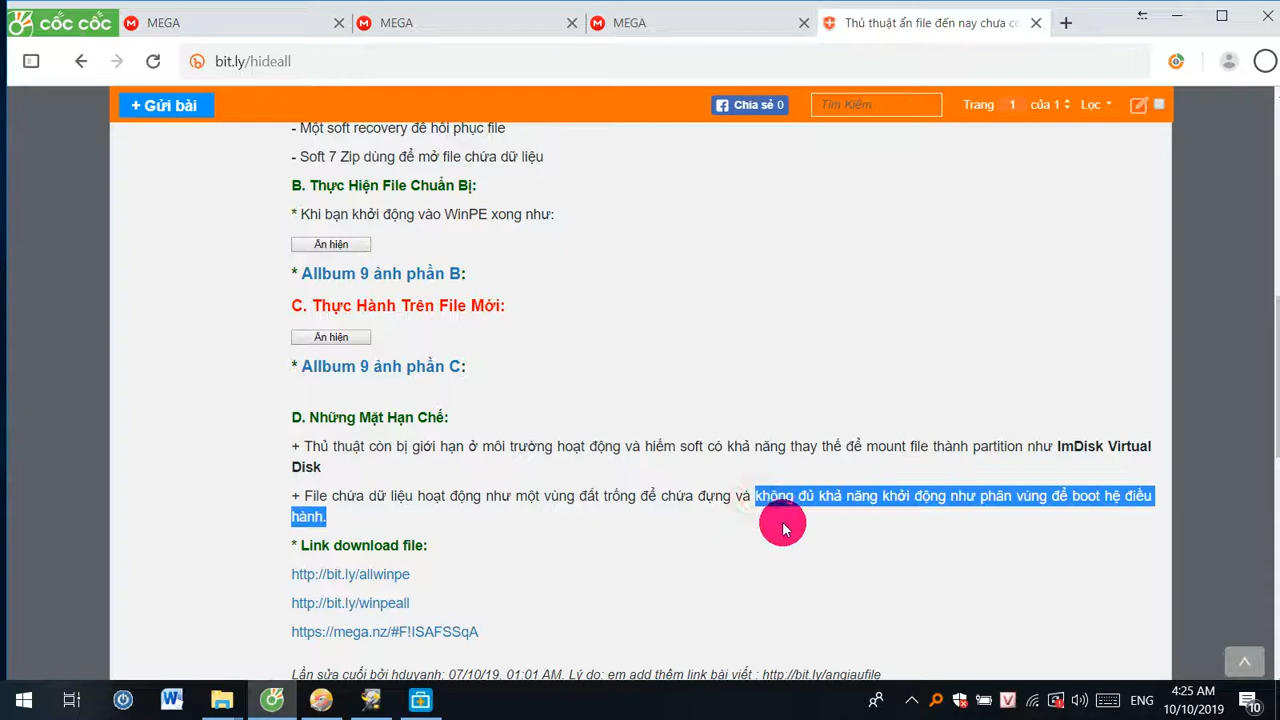 cốc cốc
MEGA
MEGA
MEGA
Thủ thuật ẩn file đến nay chưa có
bit.ly/hideall
+ Gửi bài
Chia sẻ 0
Tìm Kiếm
Trang 1 của 1
Lọc
- Một soft recovery để hồi phục file
- Soft 7 Zip dùng để mở file chứa dữ liệu
B. Thực Hiện File Chuẩn Bị:
* Khi bạn khởi động vào WinPE xong như:
Ẩn hiện
* Allbum 9 ảnh phần B:
C. Thực Hành Trên File Mới:
Ẩn hiện
* Allbum 9 ảnh phần C:
D. Những Mặt Hạn Chế:
+ Thủ thuật còn bị giới hạn ở môi trường hoạt động và hiếm soft có khả năng thay thế để mount file thành partition như ImDisk Virtual
Disk
+ File chứa dữ liệu hoạt động như một vùng đất trống để chứa đựng và không đủ khả năng khởi động như phân vùng để boot hệ điều
hành.
* Link download file:
http://bit.ly/allwinpe
http://bit.ly/winpeall
https://mega.nz/#F!ISAFSSqA
Lần sửa cuối bởi hduyanh; 07/10/19, 01:01 AM. Lý do: em add thêm link bài viết : http://bit.ly/angiaufile
ENG
4:25 AM
10/10/2019
10